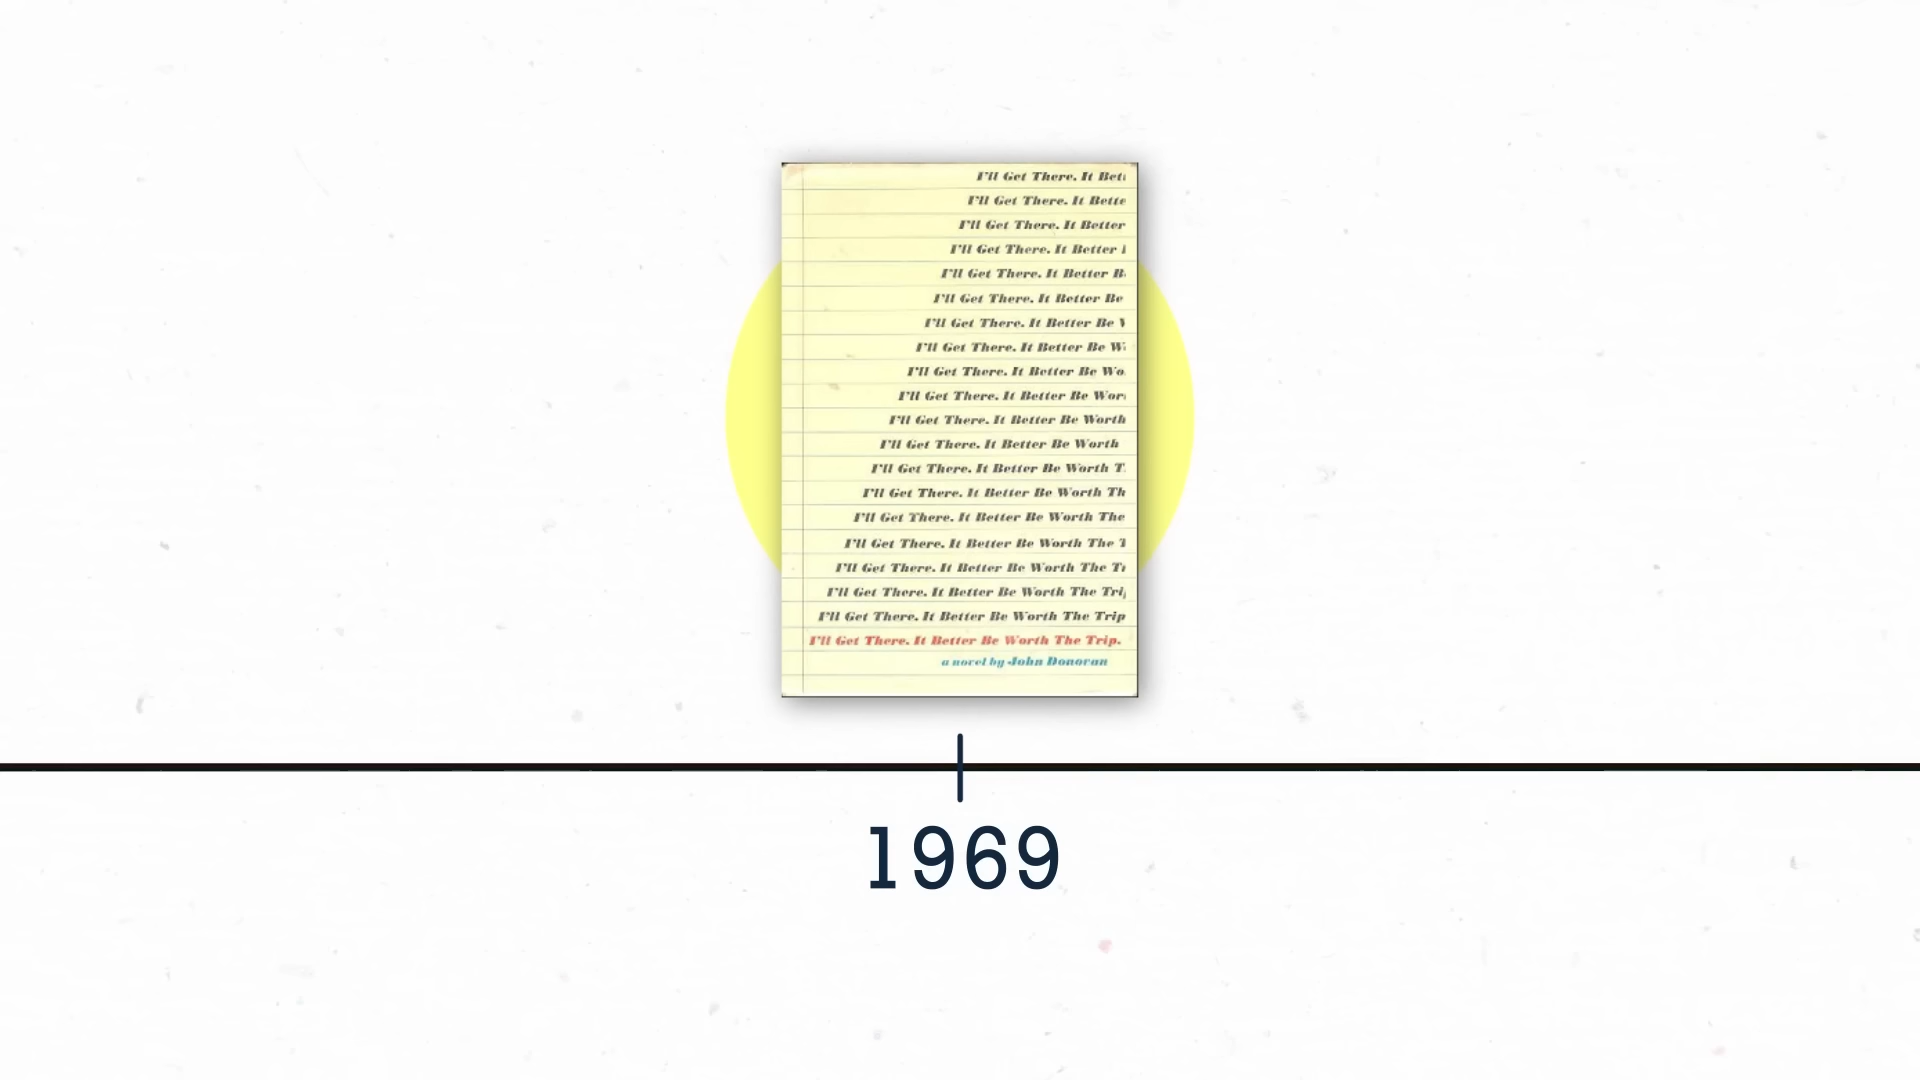 I'll Get There. It Bet
I'll Get There. It Bette
I'll Get There. It Better
I'll Get There. It Better
I'll Get There. It Better B
I'll Get There. It Better Be
I'll Get There. It Better Be
I'll Get There. It Better Be W
I'll Get There. It Better Be Wo
I'll Get There. It Better Be Wor
I'll Get There. It Better Be Worth
I'll Get There. It Better Be Worth
I'll Get There. It Better Be Worth T
I'll Get There. It Better Be Worth Th
I'll Get There. It Better Be Worth The
I'll Get There. It Better Be Worth The
I'll Get There. It Better Be Worth The Tr
I'll Get There. It Better Be Worth The Tri
I'll Get There. It Better Be Worth The Trip
I'll Get There. It Better Be Worth The Trip.
a novel by John Donovan
1969